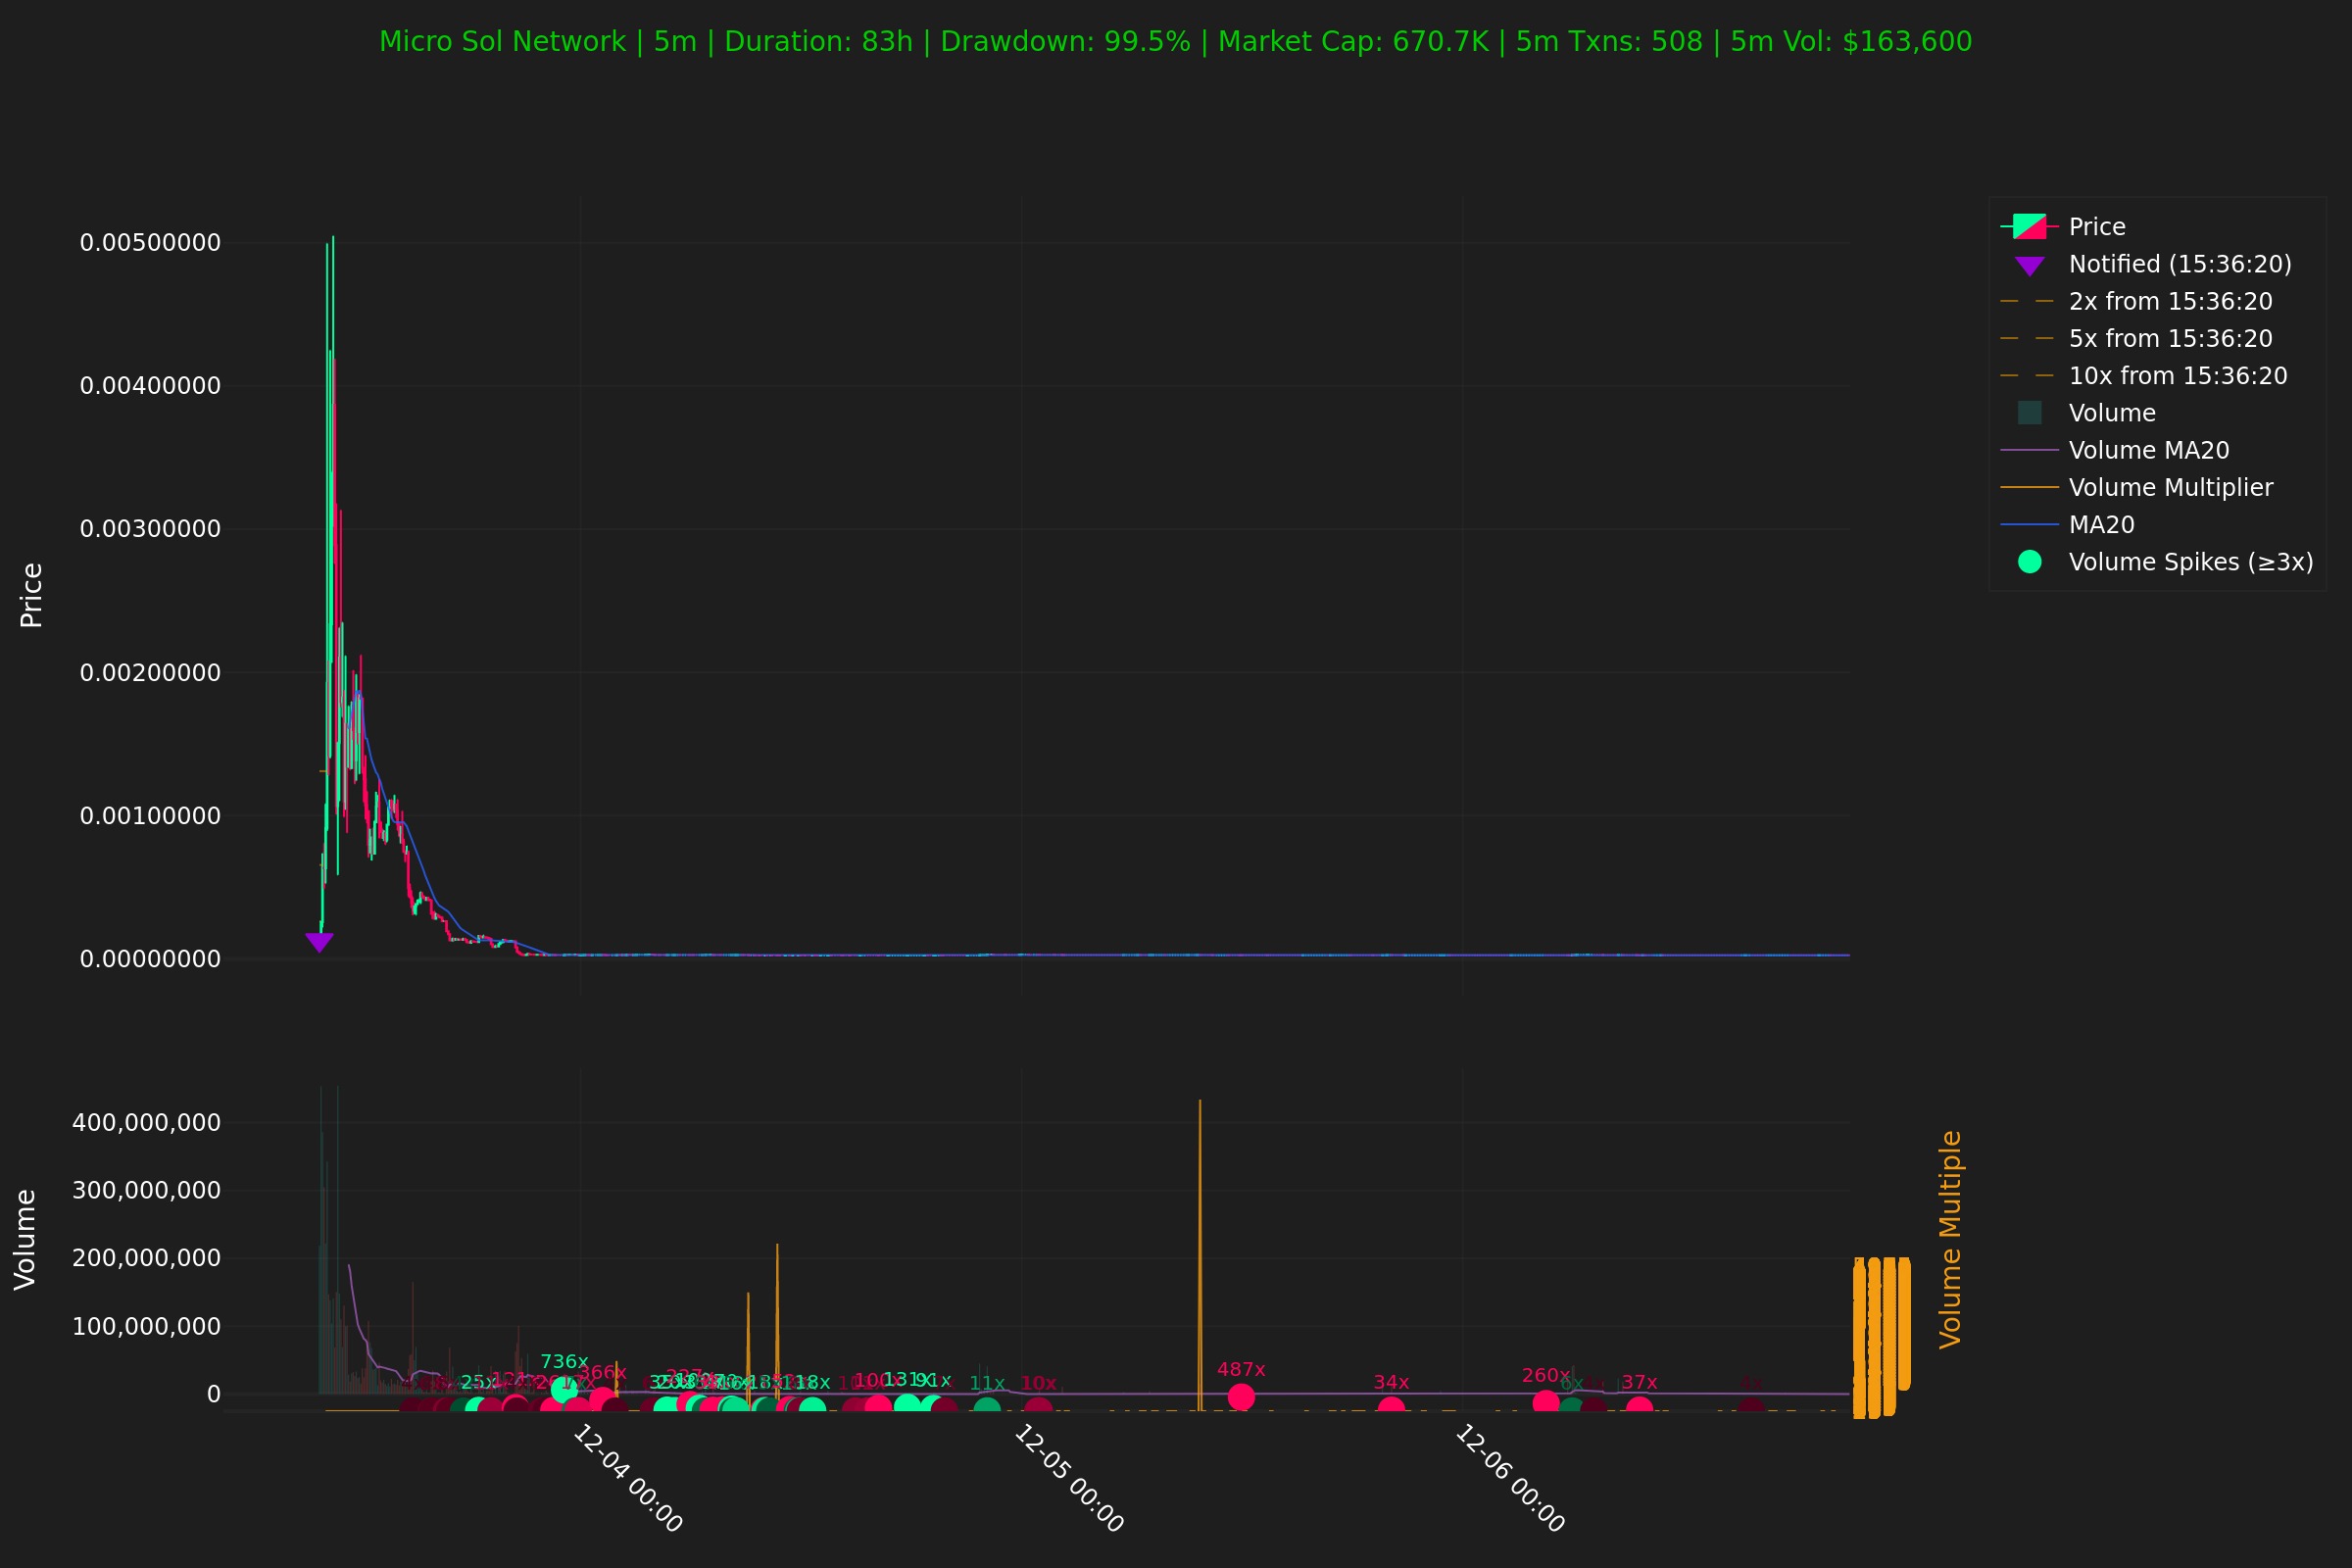 Micro Sol Network | 5m | Duration: 83h | Drawdown: 99.5% | Market Cap: 670.7K | 5m Txns: 508 | 5m Vol: $163,600
Price
0.00500000
0.00400000
0.00300000
0.00200000
0.00100000
0.00000000
Price
Notified (15:36:20)
2x from 15:36:20
5x from 15:36:20
10x from 15:36:20
Volume
Volume MA20
Volume Multiplier
MA20
Volume Spikes (≥3x)
Volume
400,000,000
300,000,000
200,000,000
100,000,000
0
25x
736x
366x
118x
131x
91x
11x
10x
487x
34x
260x
6x
37x
Volume Multiple
12-04 00:00
12-05 00:00
12-06 00:00